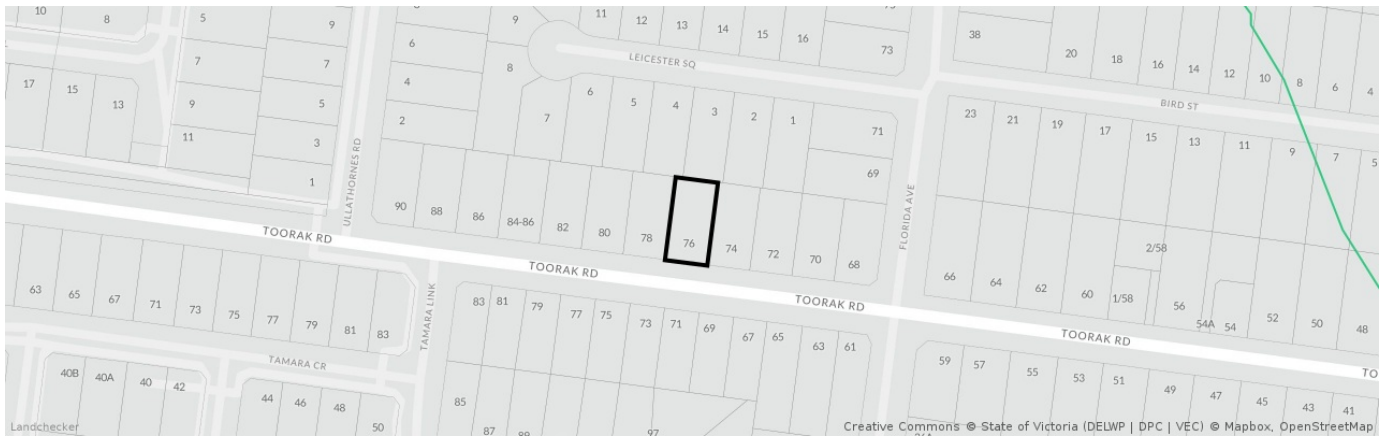 10 8 5 9 6 9 11 12 13 14 15 16 73 38 20 18 16 14 12 10 8 6 4
LEICESTER SQ
BIRD ST
17 15 13 7 9 11 7 5 3 1 4 2 8 7 6 5 4 3 2 1 71 69 23 21 19 17 15 13 11 9 7 5
ULLATHORNES RD
FLORIDA AVE
90 88 86 84-86 82 80 78 76 74 72 70 68 66 64 62 60 1/58 2/58 56 54A 54 52 50 48
TOORAK RD
TOORAK RD
TOORAK RD
TOORAK RD
TO
63 65 67 71 73 75 77 79 81 83
TAMARA LINK
83 81 79 77 75 73 71 69 67 65 63 61 59 57 55 53 51 49 47 45 43 41
TAMARA CR
40B 40A 40 42 44 46 48 50 85 87 97
Landchecker
Creative Commons © State of Victoria (DELWP | DPC | VEC) © Mapbox, OpenStreetMap